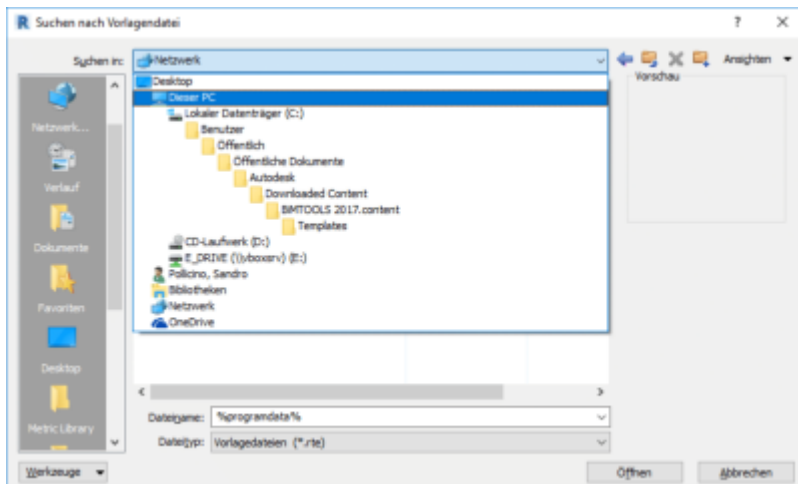 Suchen nach Vorlagendatei
Suchen in:
Netzwerk
Ansichten
Vorschau
Desktop
Dieser PC
Lokaler Datenträger (C:)
Benutzer
Öffentlich
Öffentliche Dokumente
Autodesk
Downloaded Content
BIMTOOLS 2017.content
Templates
CD-Laufwerk (D:)
E_DRIVE (\\vboxsrv) (E:)
Policino, Sandro
Bibliotheken
Netzwerk
OneDrive
Netzwerk...
Verlauf
Dokumente
Favoriten
Desktop
Metric Library
Dateiname:
%programdata%
Dateityp:
Vorlagedateien (*.rte)
Werkzeuge
Öffnen
Abbrechen